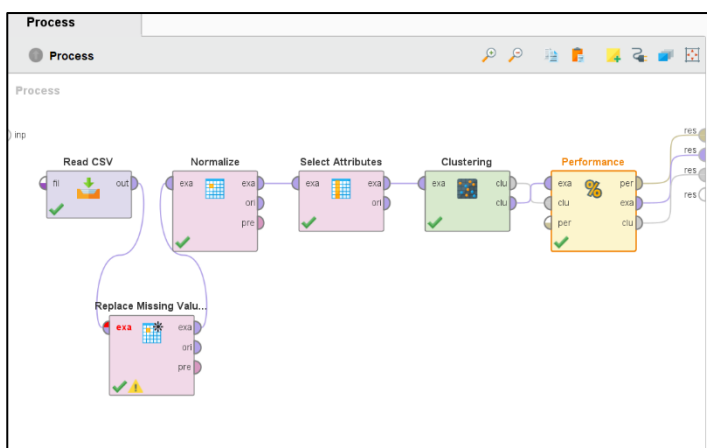 Process
Process
Process
inp
res
res
res
res
Read CSV
fil
out
Normalize
exa
exa
ori
pre
Select Attributes
exa
exa
ori
Clustering
exa
clu
clu
Performance
exa
per
clu
exa
per
clu
Replace Missing Valu...
exa
exa
ori
pre